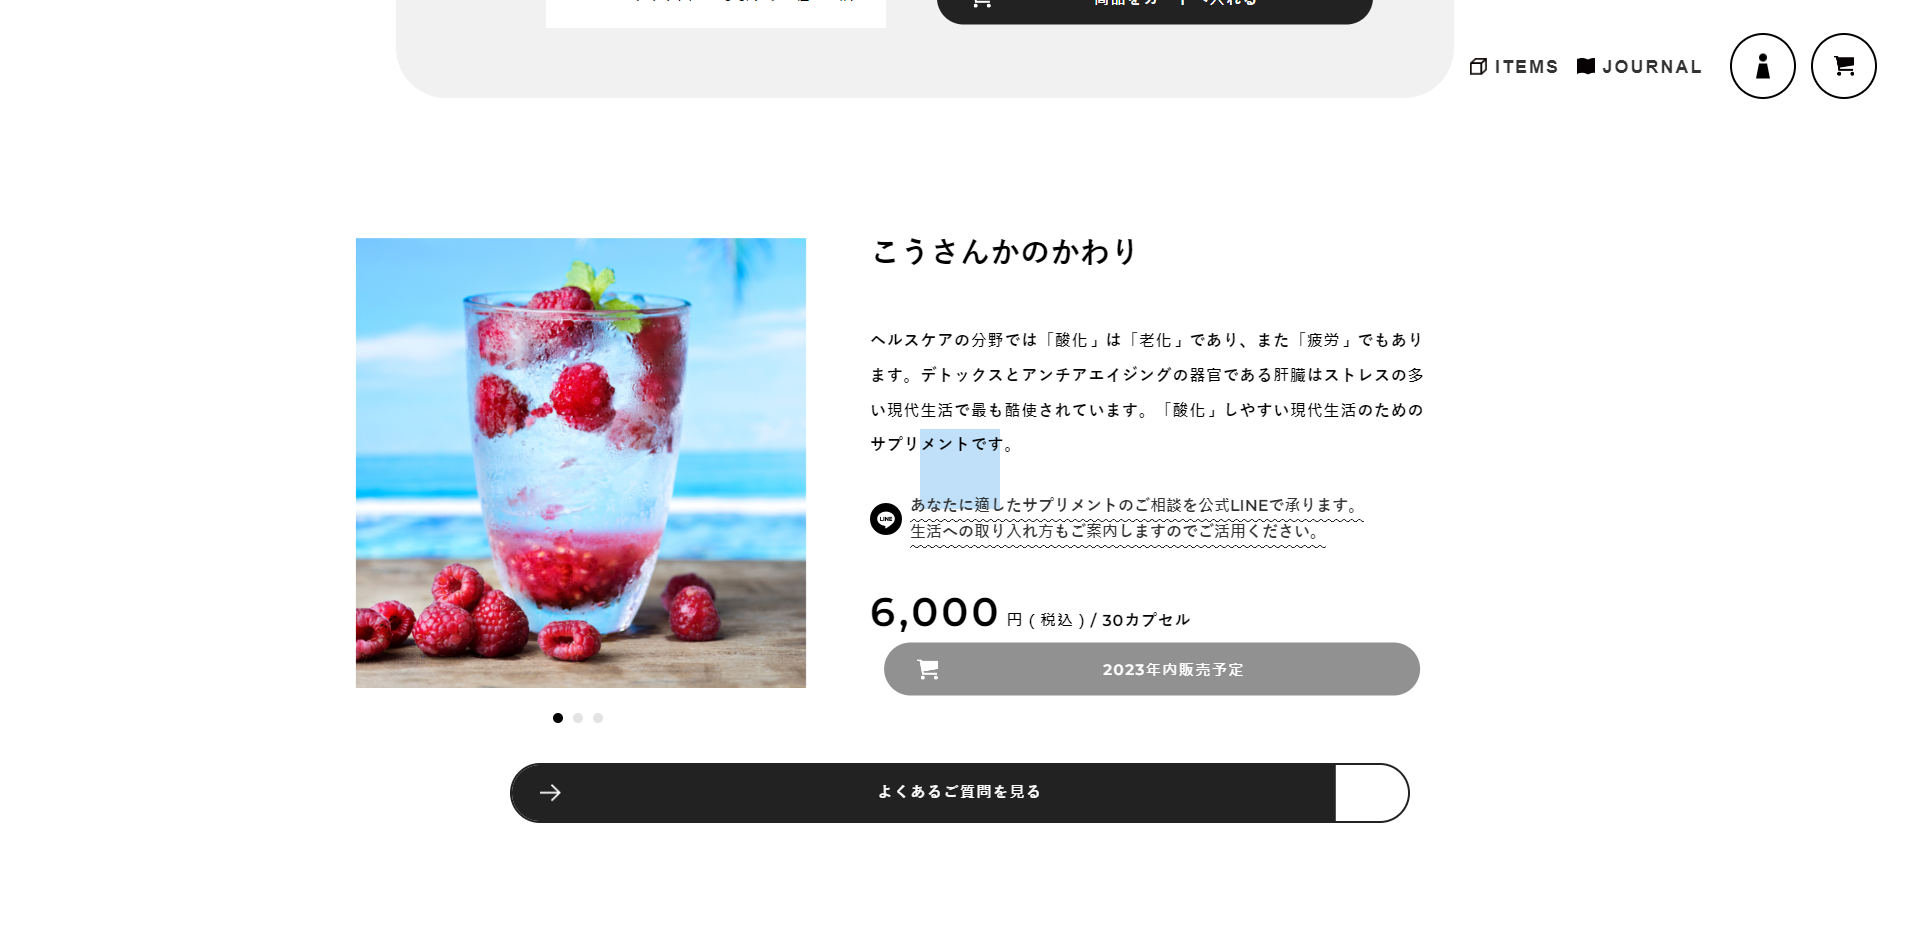 ITEMS
JOURNAL
こうさんかのかわり
ヘルスケアの分野では「酸化」は「老化」であり、また「疲労」でもあり
ます。デトックスとアンチアエイジングの器官である肝臓はストレスの多
い現代生活で最も酷使されています。「酸化」しやすい現代生活のための
サプリメントです。
LINE
あなたに適したサプリメントのご相談を公式LINEで承ります。
生活への取り入れ方もご案内しますのでご活用ください。
6,000 円 ( 税込 ) / 30カプセル
2023年内販売予定
よくあるご質問を見る